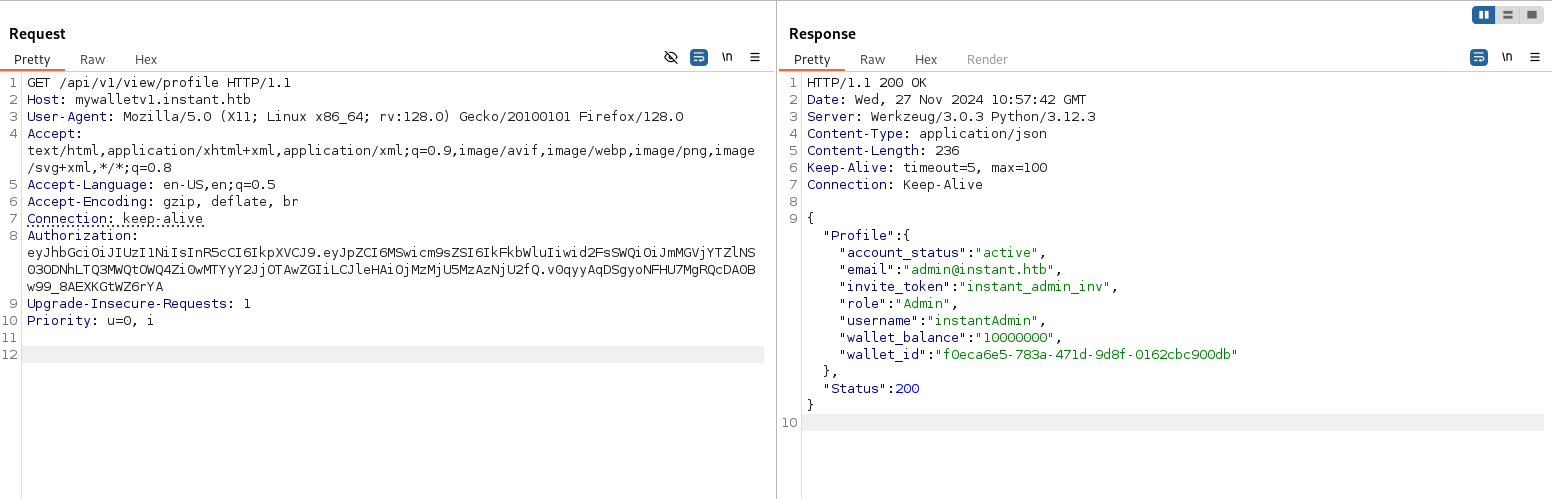 Request
Pretty Raw Hex
\n
1 GET /api/v1/view/profile HTTP/1.1
2 Host: mywalletv1.instant.htb
3 User-Agent: Mozilla/5.0 (X11; Linux x86_64; rv:128.0) Gecko/20100101 Firefox/128.0
4 Accept:
text/html,application/xhtml+xml,application/xml;q=0.9,image/avif,image/webp,image/png,image
/svg+xml,*/*;q=0.8
5 Accept-Language: en-US,en;q=0.5
6 Accept-Encoding: gzip, deflate, br
7 Connection: keep-alive
8 Authorization:
eyJhbGciOiJIUzI1NiIsInR5cCI6IkpXVCJ9.eyJpZCI6MSwicm9sZSI6IkFkbWluIiwid2FsSWQiOiJmMGVjYTZlNS
03ODNhLTQ3MWQtOWQ4Zi0wMTYyY2JjOTAwZGIiLCJleHAiOjMzMjU5MzAzNjU2fQ.v0qyyAqDSgyoNFHU7MgRQcDA0B
w99_8AEXKGtWZ6rYA
9 Upgrade-Insecure-Requests: 1
10 Priority: u=0, i
11
12
Response
Pretty Raw Hex Render
\n
1 HTTP/1.1 200 OK
2 Date: Wed, 27 Nov 2024 10:57:42 GMT
3 Server: Werkzeug/3.0.3 Python/3.12.3
4 Content-Type: application/json
5 Content-Length: 236
6 Keep-Alive: timeout=5, max=100
7 Connection: Keep-Alive
8
9 {
"Profile":{
"account_status":"active",
"email":"admin@instant.htb",
"invite_token":"instant_admin_inv",
"role":"Admin",
"username":"instantAdmin",
"wallet_balance":"10000000",
"wallet_id":"f0eca6e5-783a-471d-9d8f-0162cbc900db"
},
"Status":200
}
10